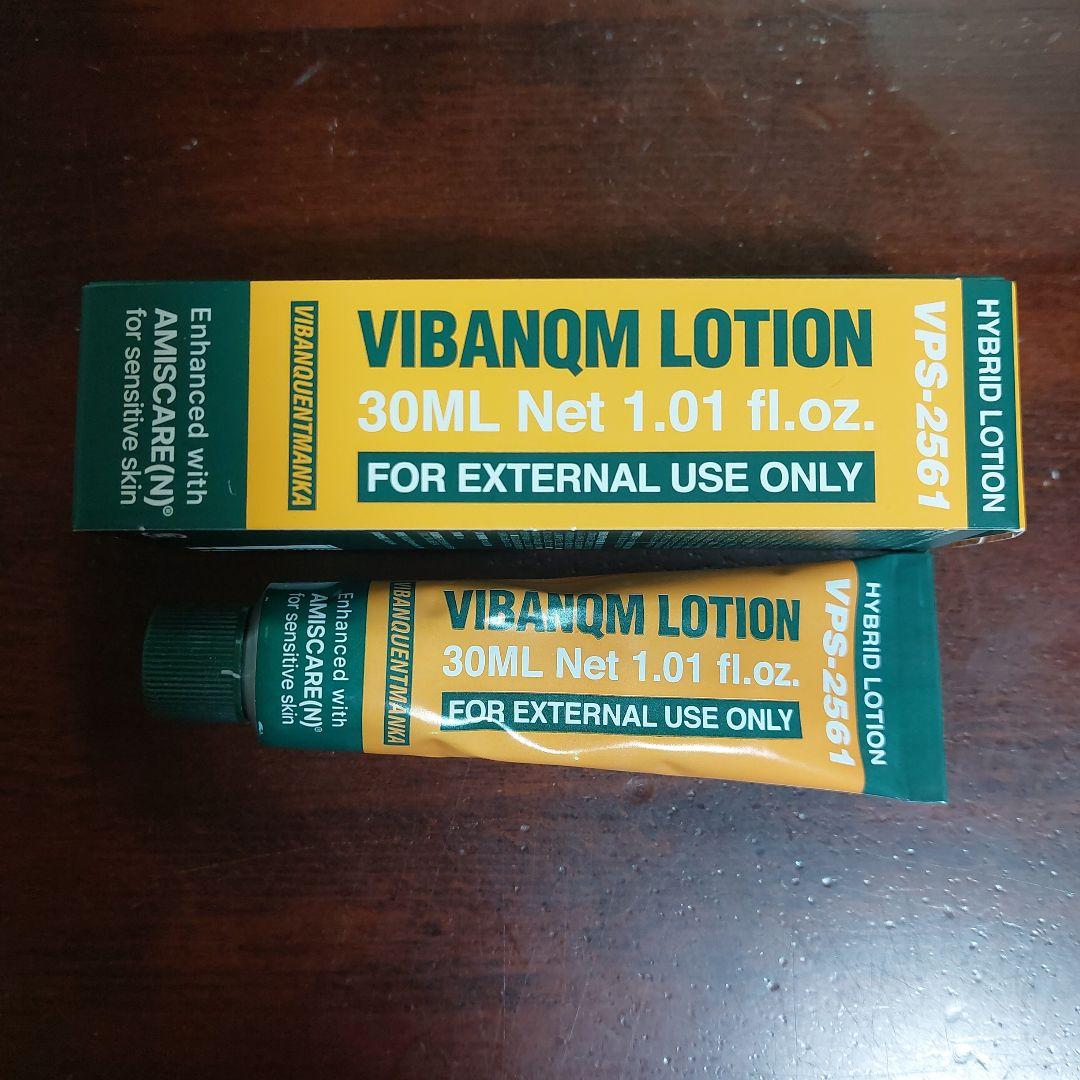 Enhanced with
AMISCARE(N)®
for sensitive skin
VIBANQUENTMANKA
VIBANQM LOTION
30ML Net 1.01 fl.oz.
FOR EXTERNAL USE ONLY
VPS-2561
HYBRID LOTION
Enhanced with
AMISCARE(N)®
for sensitive skin
VIBANQUENTMANKA
VIBANQM LOTION
30ML Net 1.01 fl.oz.
FOR EXTERNAL USE ONLY
VPS-2561
HYBRID LOTION